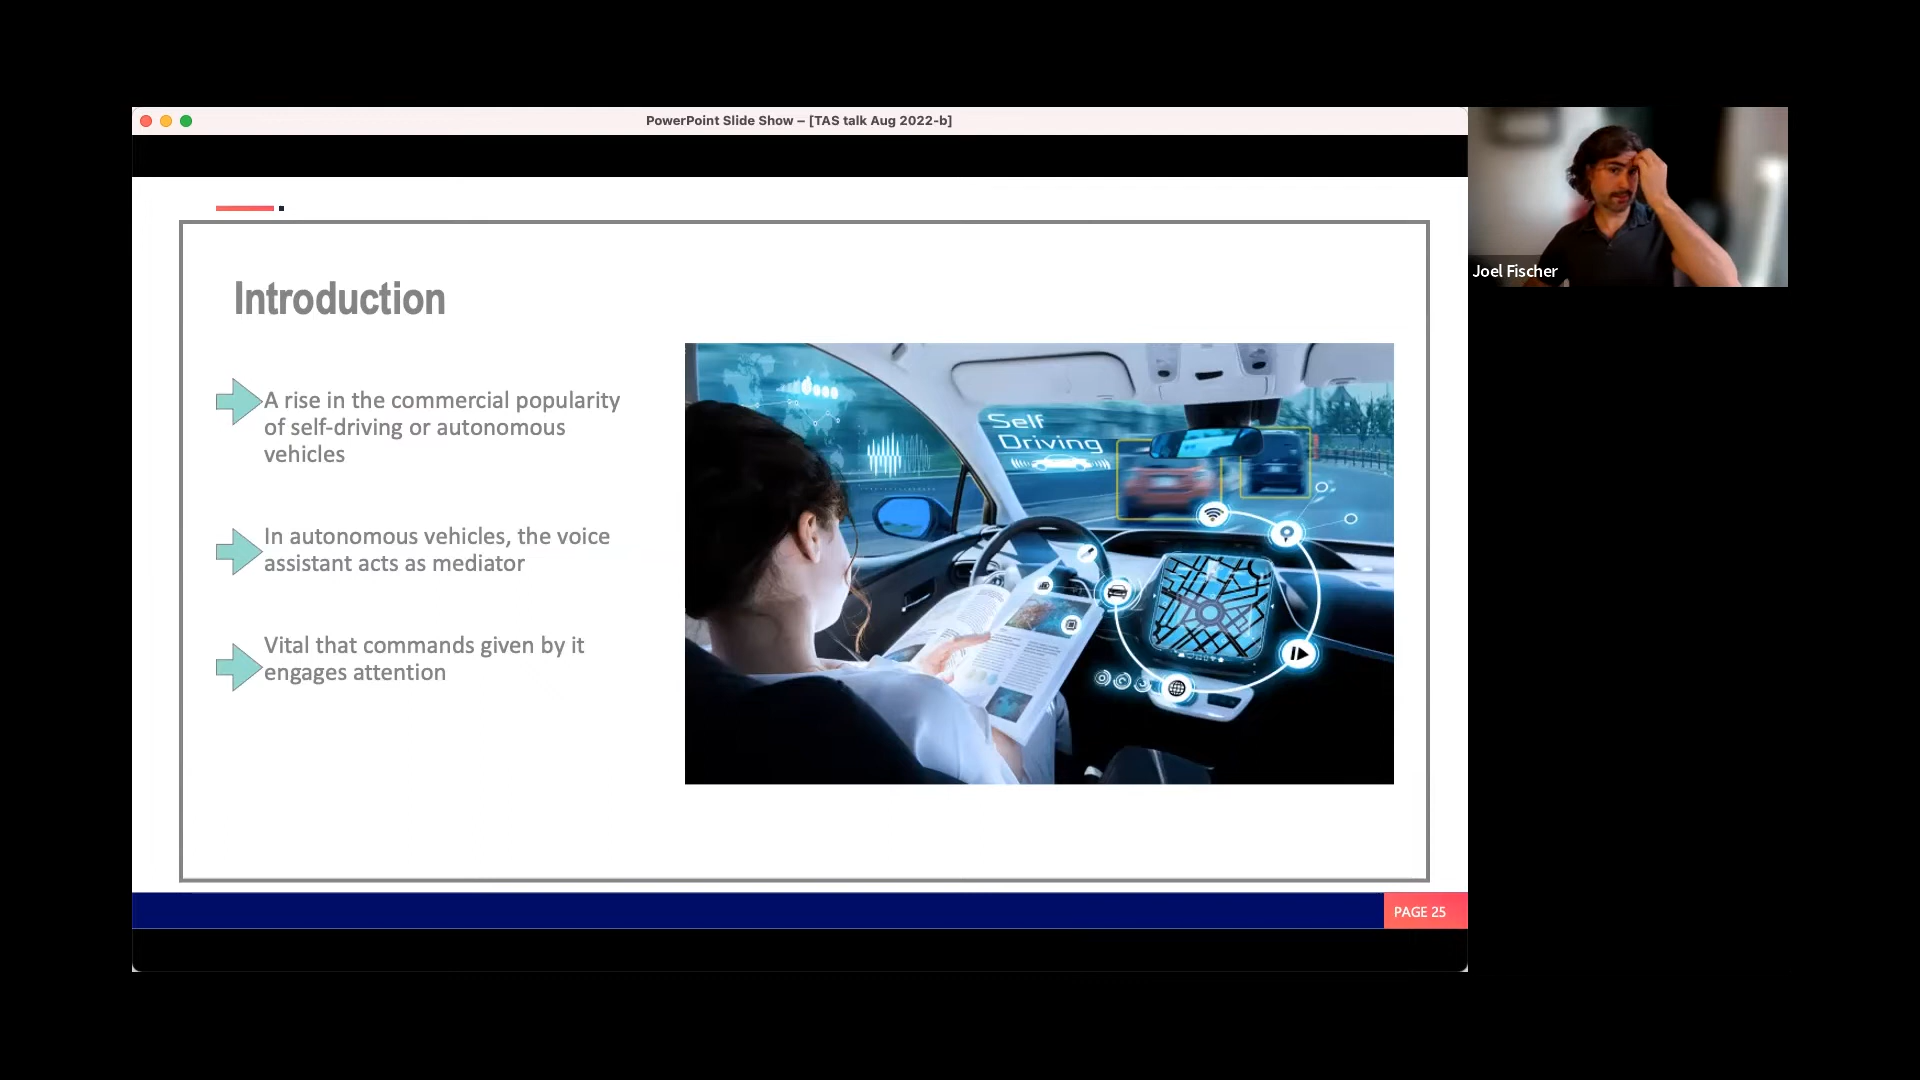 PowerPoint Slide Show – [TAS talk Aug 2022-b]
Joel Fischer
Introduction
A rise in the commercial popularity
of self-driving or autonomous
vehicles
In autonomous vehicles, the voice
assistant acts as mediator
Vital that commands given by it
engages attention
Self
Driving
PAGE 25